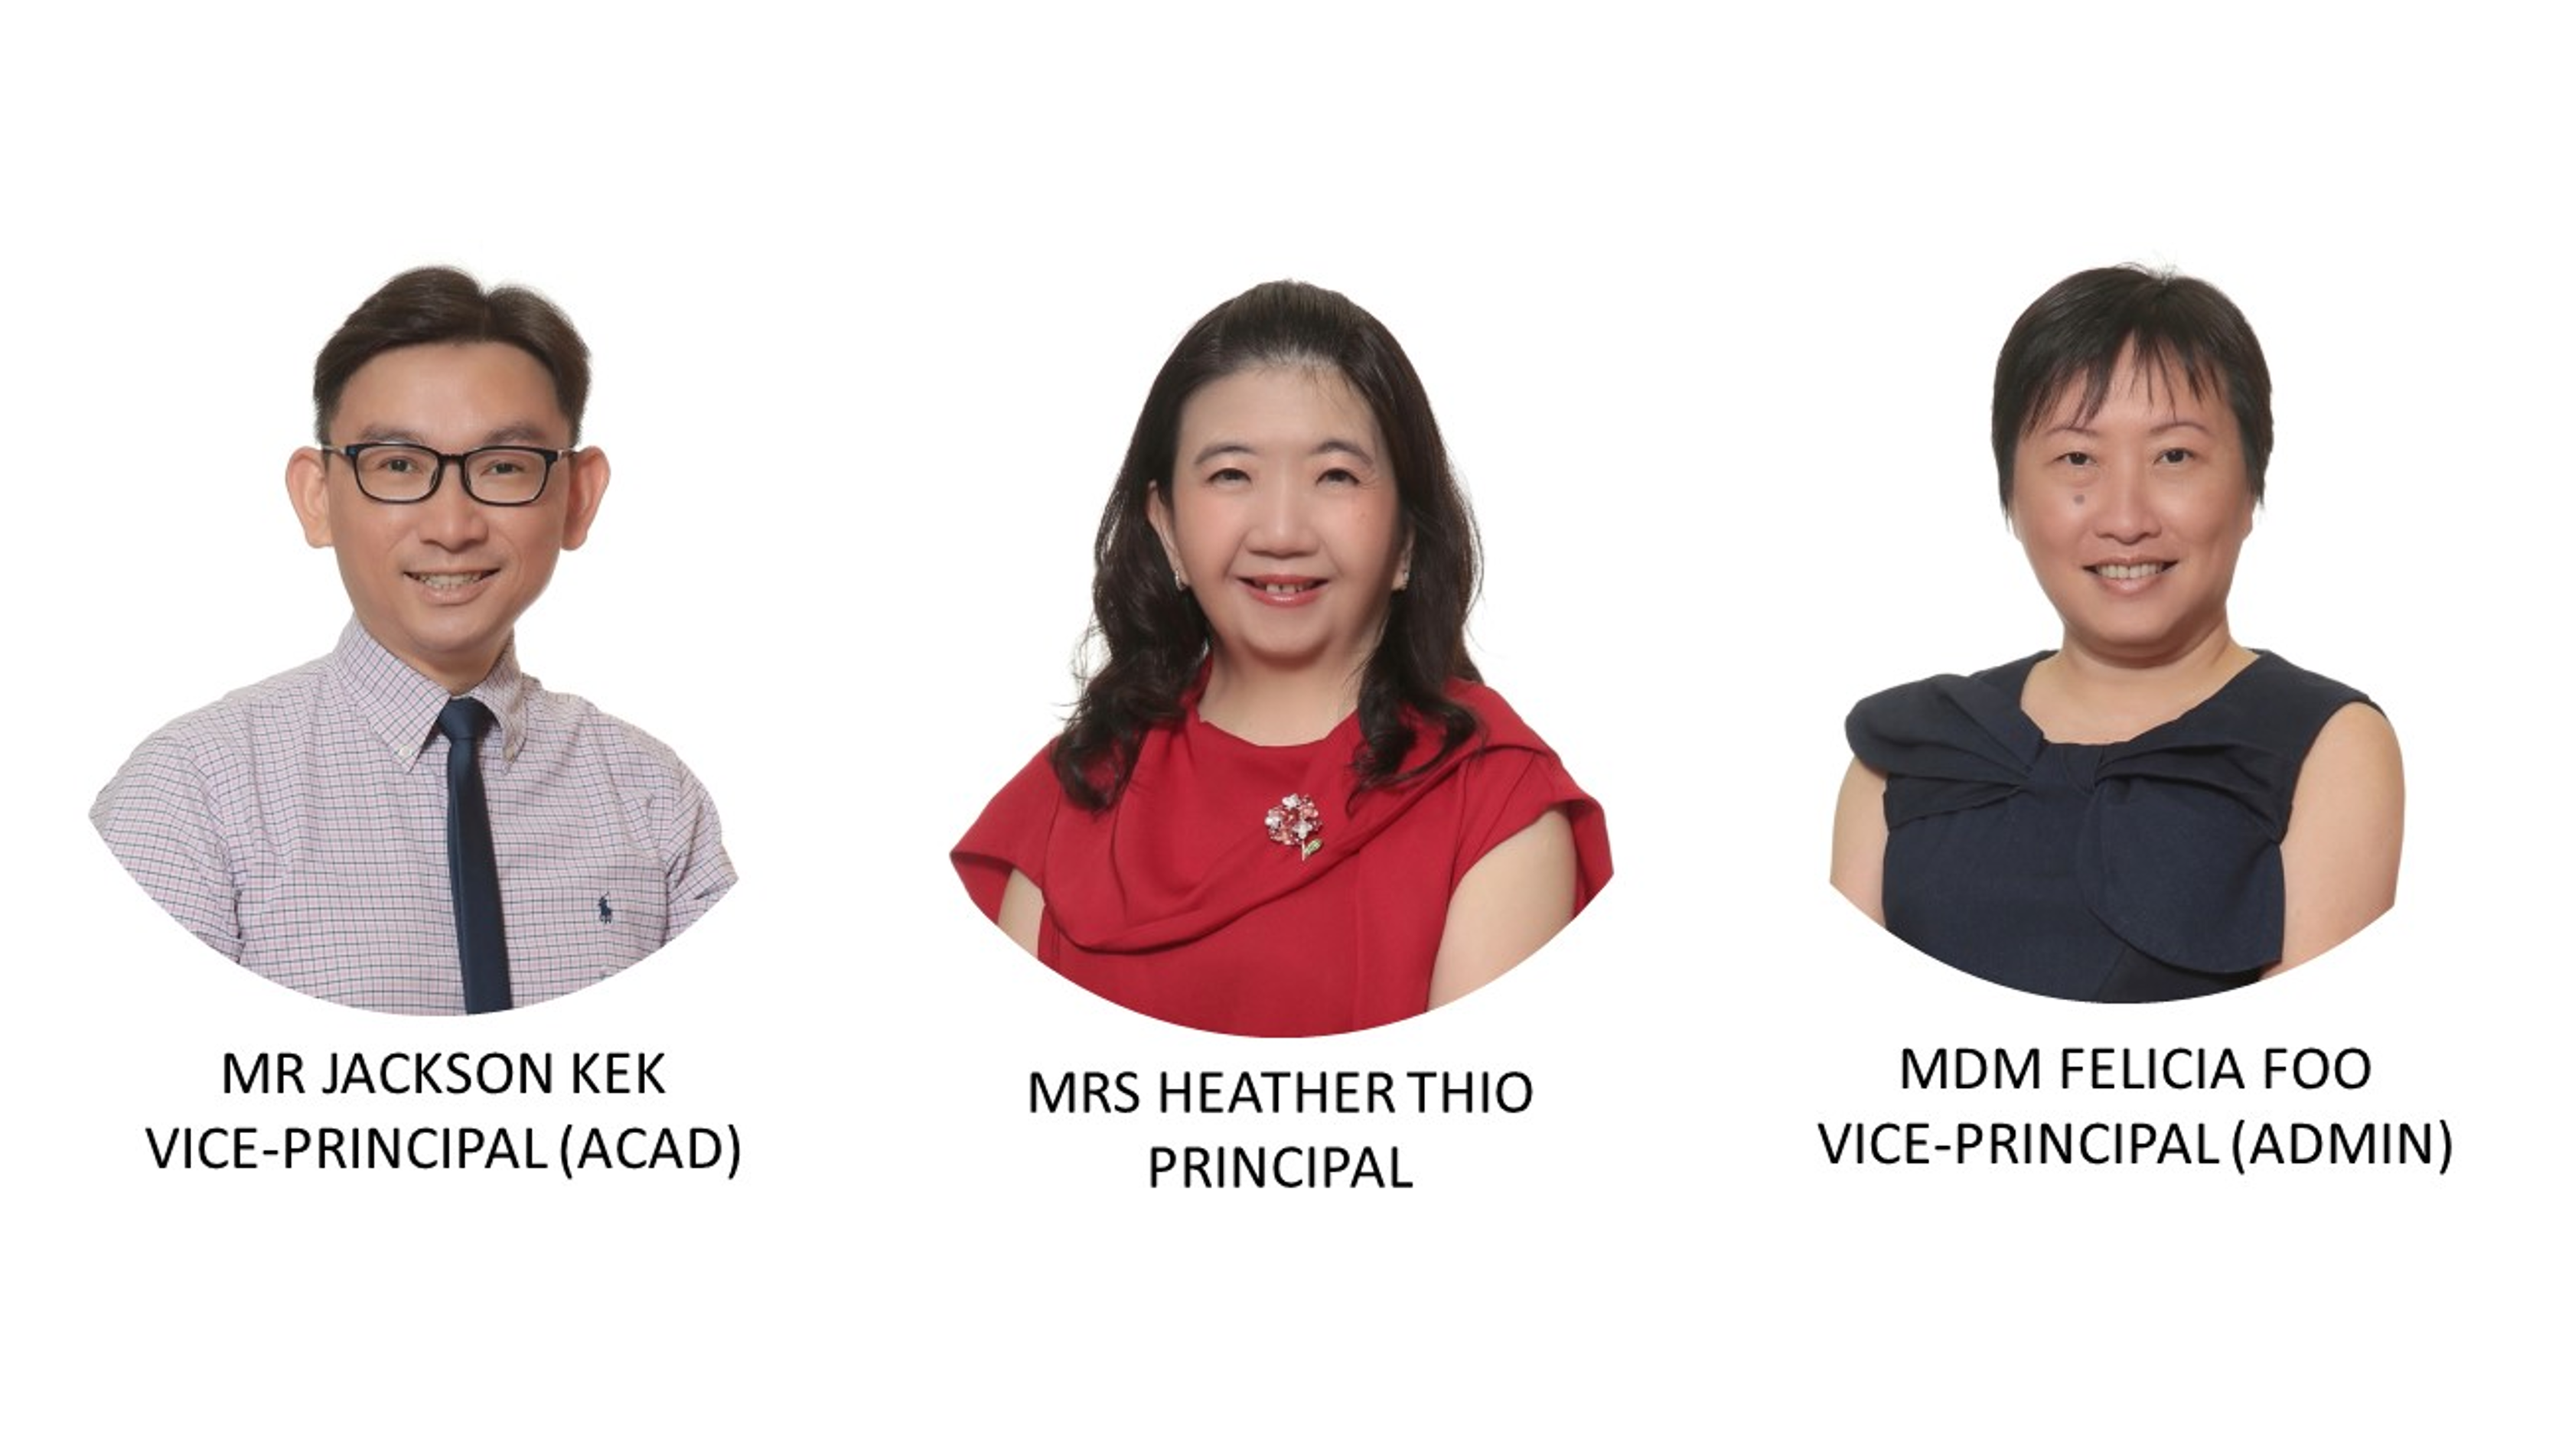 MR JACKSON KEK
VICE-PRINCIPAL (ACAD)
MRS HEATHER THIO
PRINCIPAL
MDM FELICIA FOO
VICE-PRINCIPAL (ADMIN)